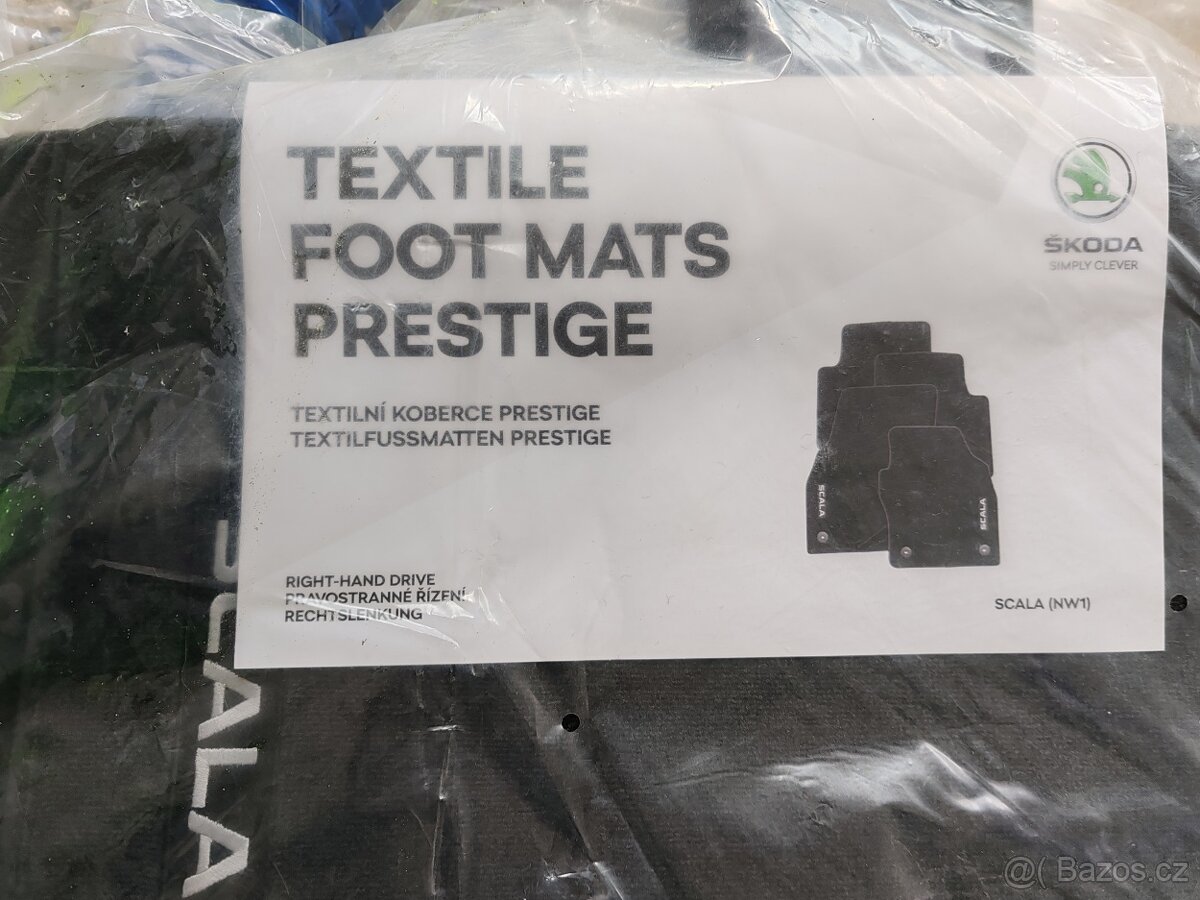 TEXTILE
FOOT MATS
PRESTIGE
ŠKODA
SIMPLY CLEVER
TEXTILNÍ KOBERCE PRESTIGE
TEXTILFUSSMATTEN PRESTIGE
SCALA
SCALA
RIGHT-HAND DRIVE
PRAVOSTRANNÉ ŘÍZENÍ
RECHTSLENKUNG
SCALA (NW1)
SCALA
@( Bazos.cz